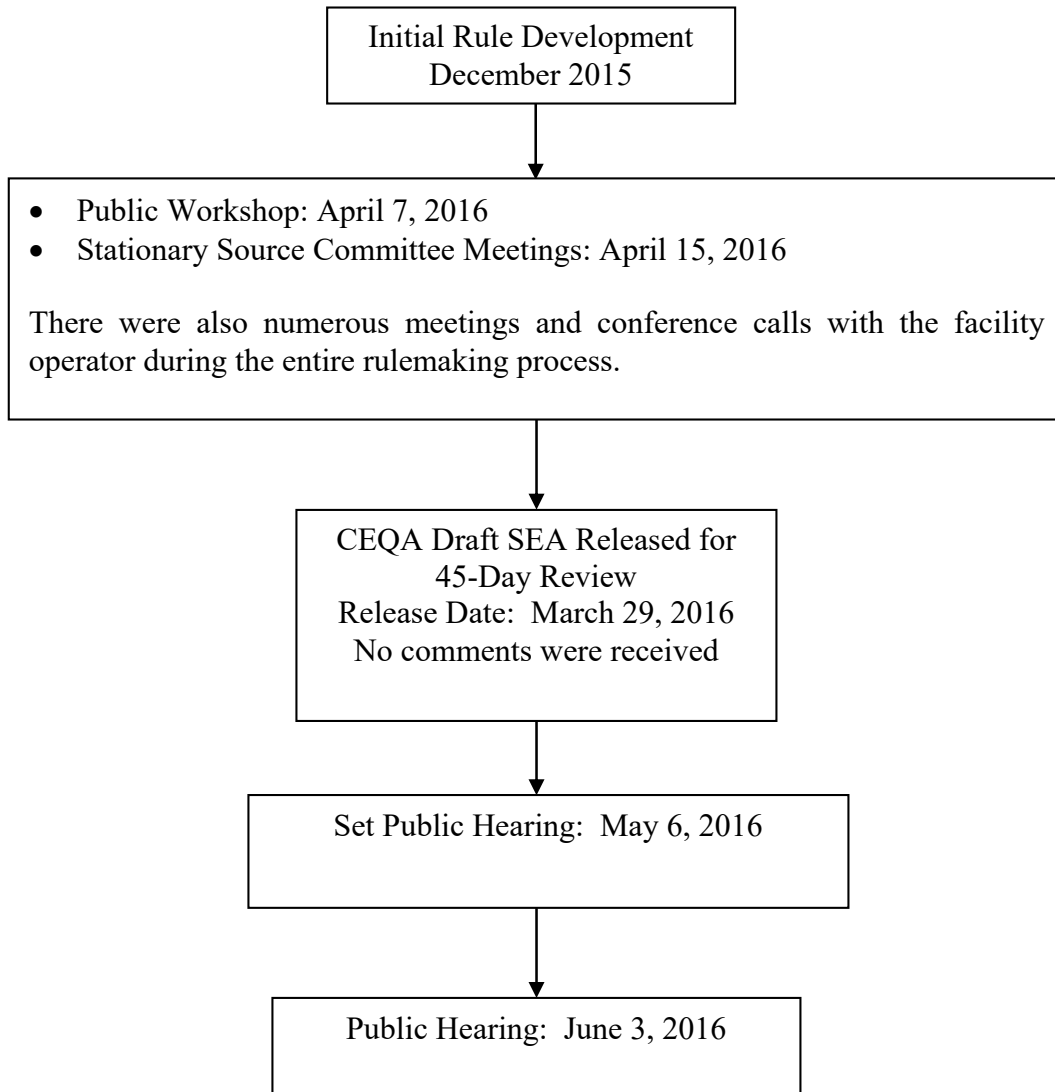 Initial Rule Development
December 2015
• Public Workshop: April 7, 2016
• Stationary Source Committee Meetings: April 15, 2016
There were also numerous meetings and conference calls with the facility
operator during the entire rulemaking process.
CEQA Draft SEA Released for
45-Day Review
Release Date: March 29, 2016
No comments were received
Set Public Hearing: May 6, 2016
Public Hearing: June 3, 2016